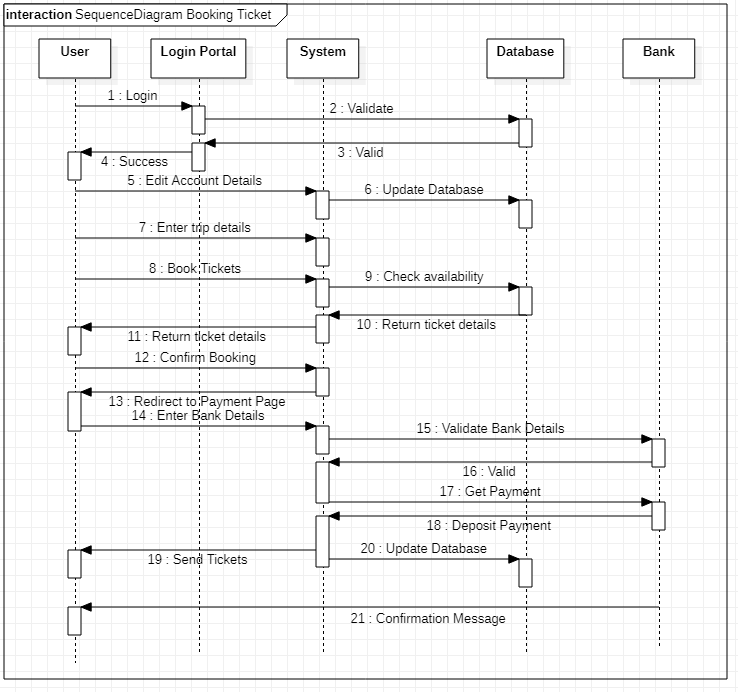 interaction SequenceDiagram Booking Ticket
User
Login Portal
System
Database
Bank
1 : Login
2 : Validate
3 : Valid
4 : Success
5 : Edit Account Details
6 : Update Database
7 : Enter trip details
8 : Book Tickets
9 : Check availability
10 : Return ticket details
11 : Return ticket details
12 : Confirm Booking
13 : Redirect to Payment Page
14 : Enter Bank Details
15 : Validate Bank Details
16 : Valid
17 : Get Payment
18 : Deposit Payment
19 : Send Tickets
20 : Update Database
21 : Confirmation Message